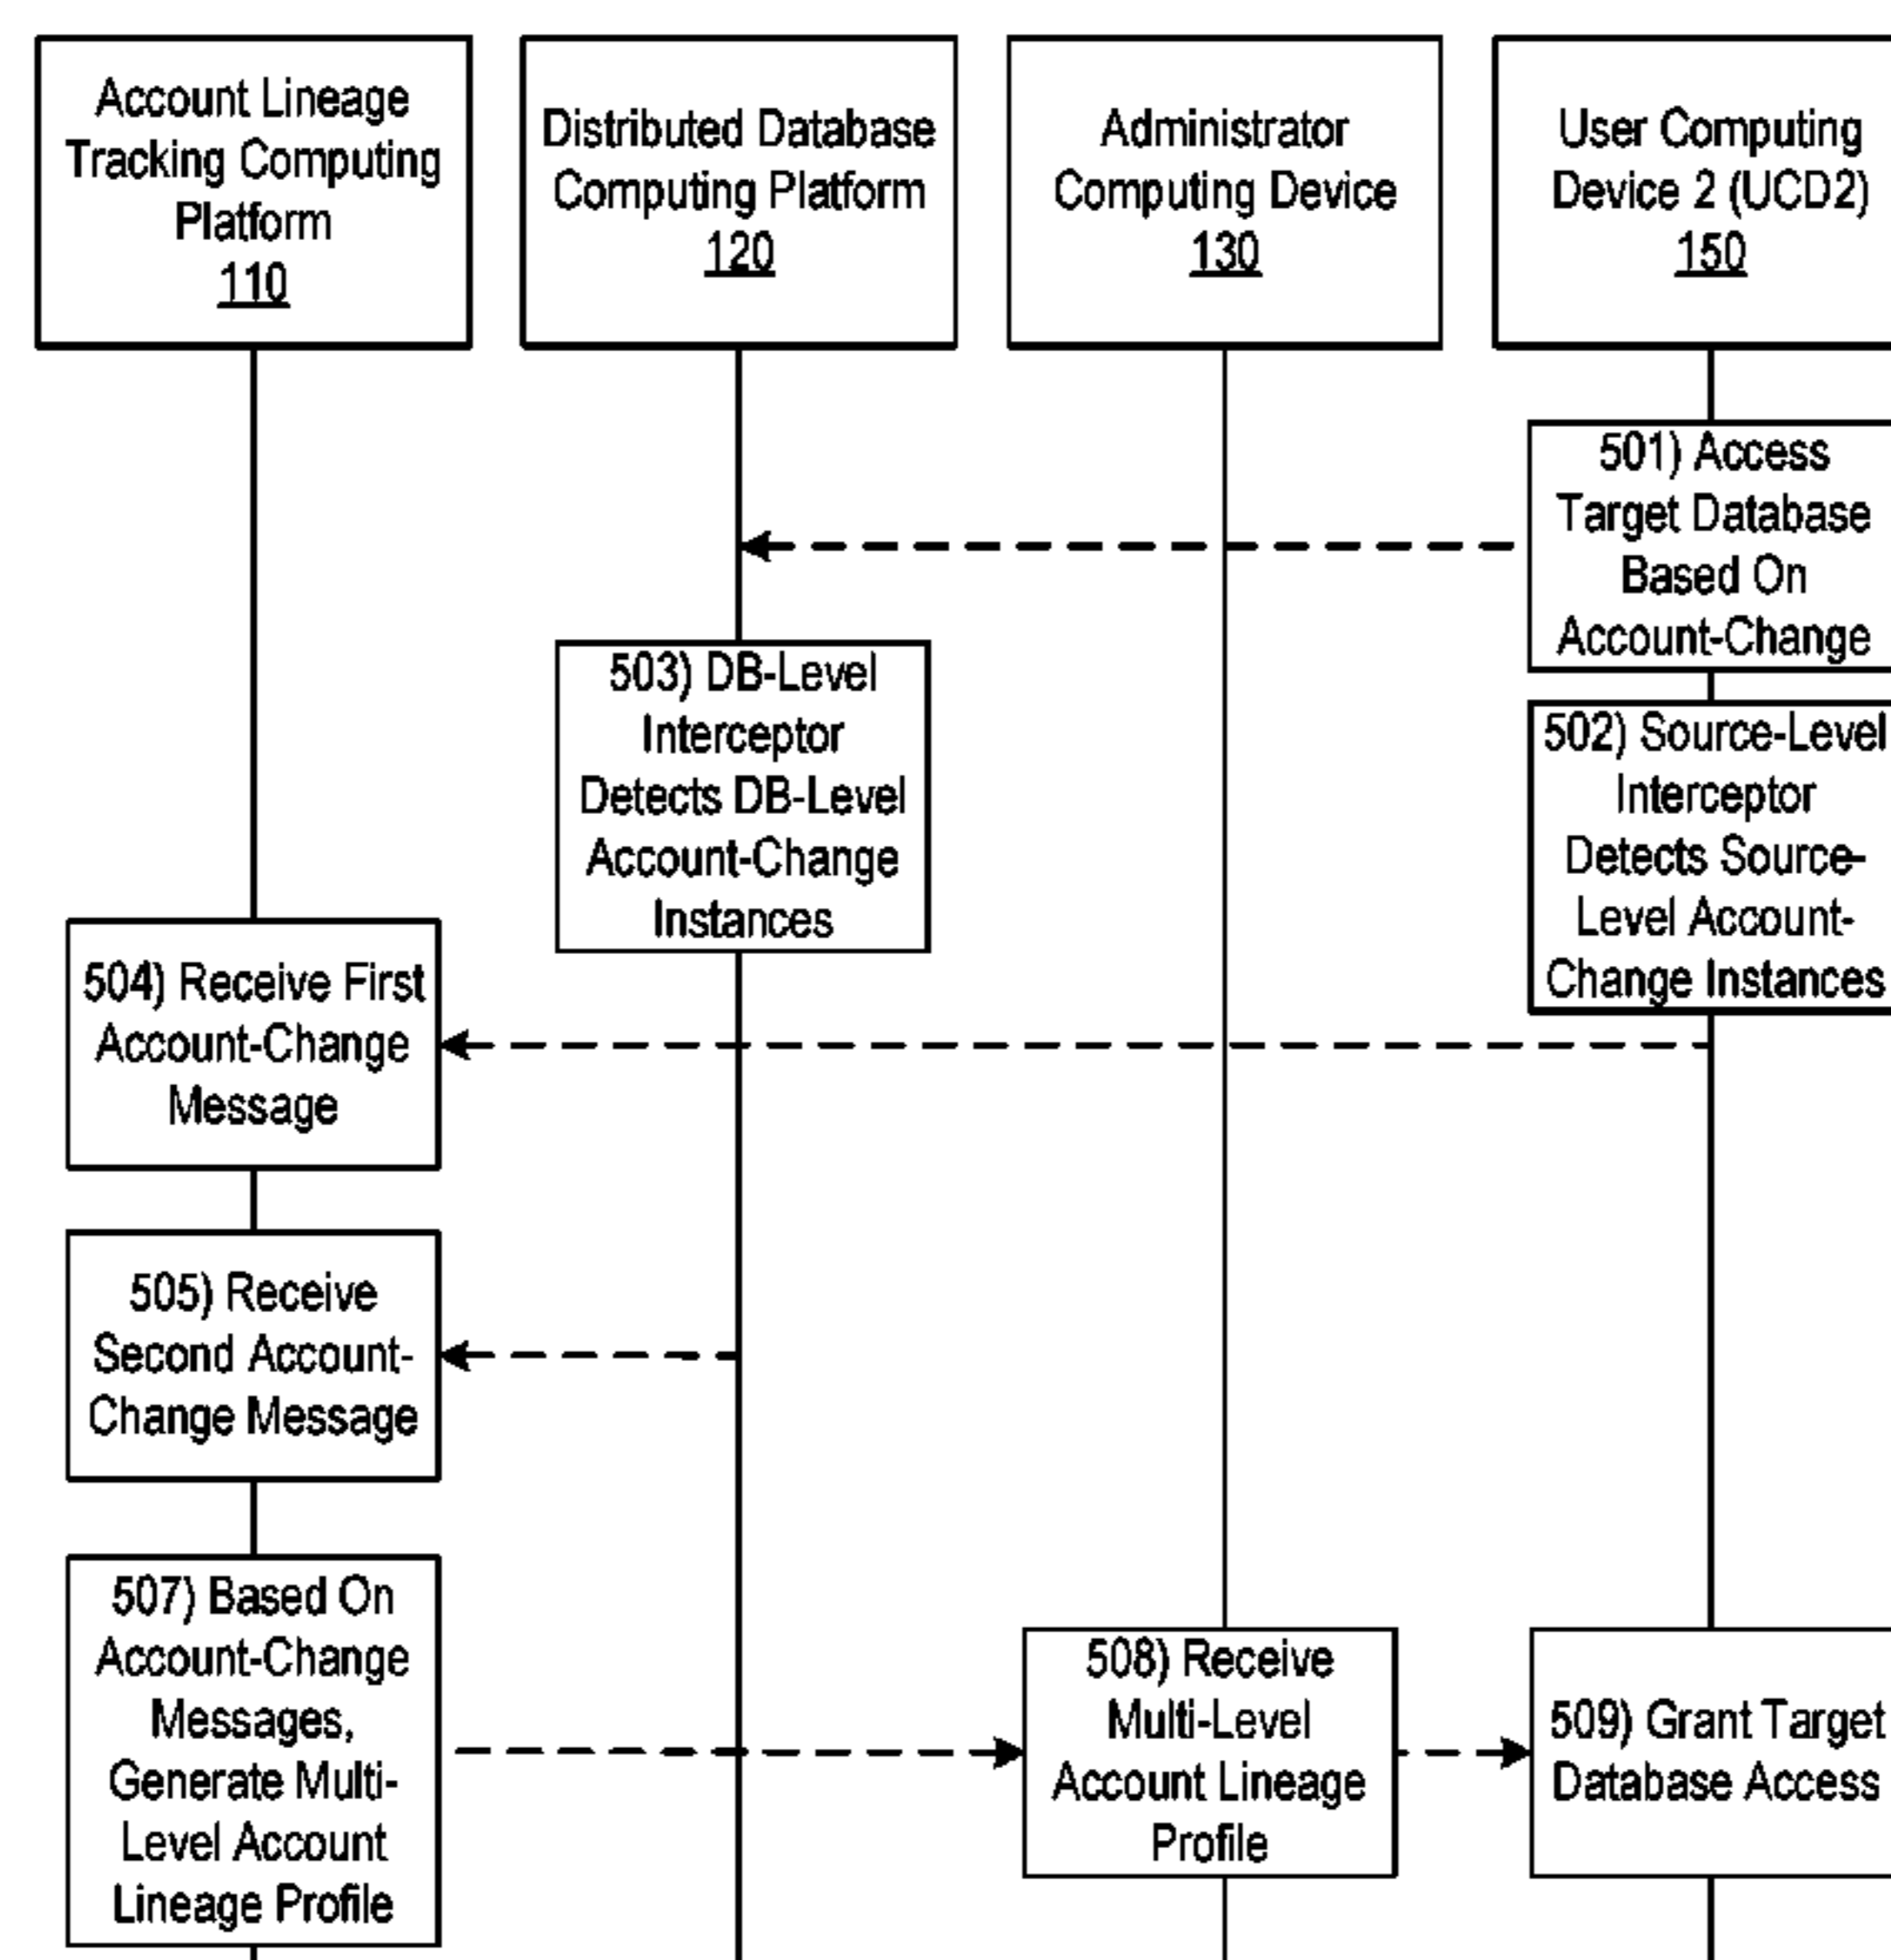 Account Lineage
Tracking Computing
Platform
110
Distributed Database
Computing Platform
120
Administrator
Computing Device
130
User Computing
Device 2 (UCD2)
150
501) Access
Target Database
Based On
Account-Change
502) Source-Level
Interceptor
Detects Source-
Level Account-
Change Instances
503) DB-Level
Interceptor
Detects DB-Level
Account-Change
Instances
504) Receive First
Account-Change
Message
505) Receive
Second Account-
Change Message
507) Based On
Account-Change
Messages,
Generate Multi-
Level Account
Lineage Profile
508) Receive
Multi-Level
Account Lineage
Profile
509) Grant Target
Database Access